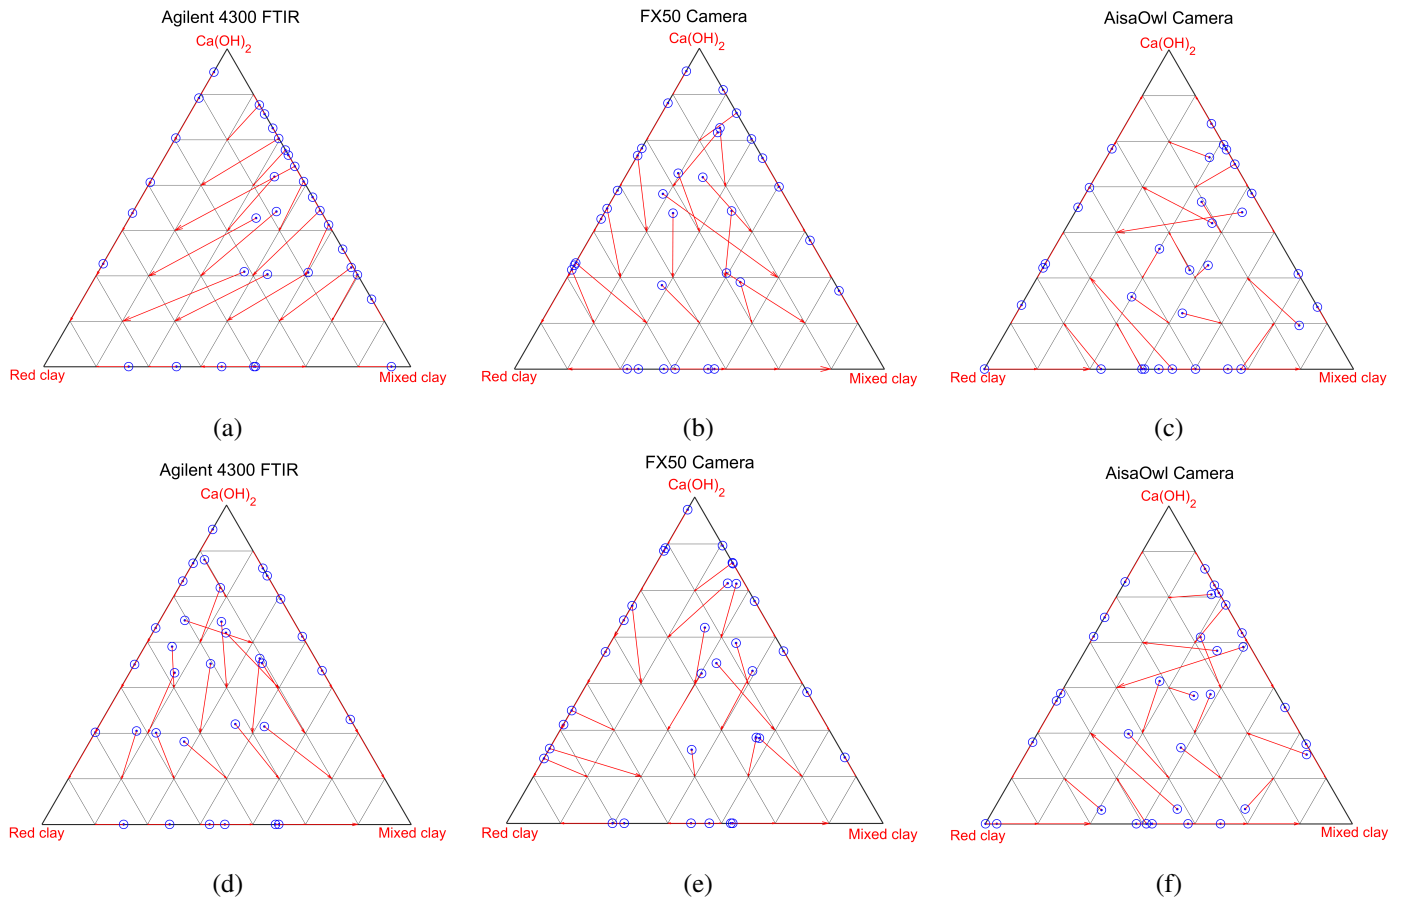 Agilent 4300 FTIR
Ca(OH)2
Red clay
Mixed clay
(a)
FX50 Camera
Ca(OH)2
Red clay
Mixed clay
(b)
AisaOwl Camera
Ca(OH)2
Red clay
Mixed clay
(c)
Agilent 4300 FTIR
Ca(OH)2
Red clay
Mixed clay
(d)
FX50 Camera
Ca(OH)2
Red clay
Mixed clay
(e)
AisaOwl Camera
Ca(OH)2
Red clay
Mixed clay
(f)